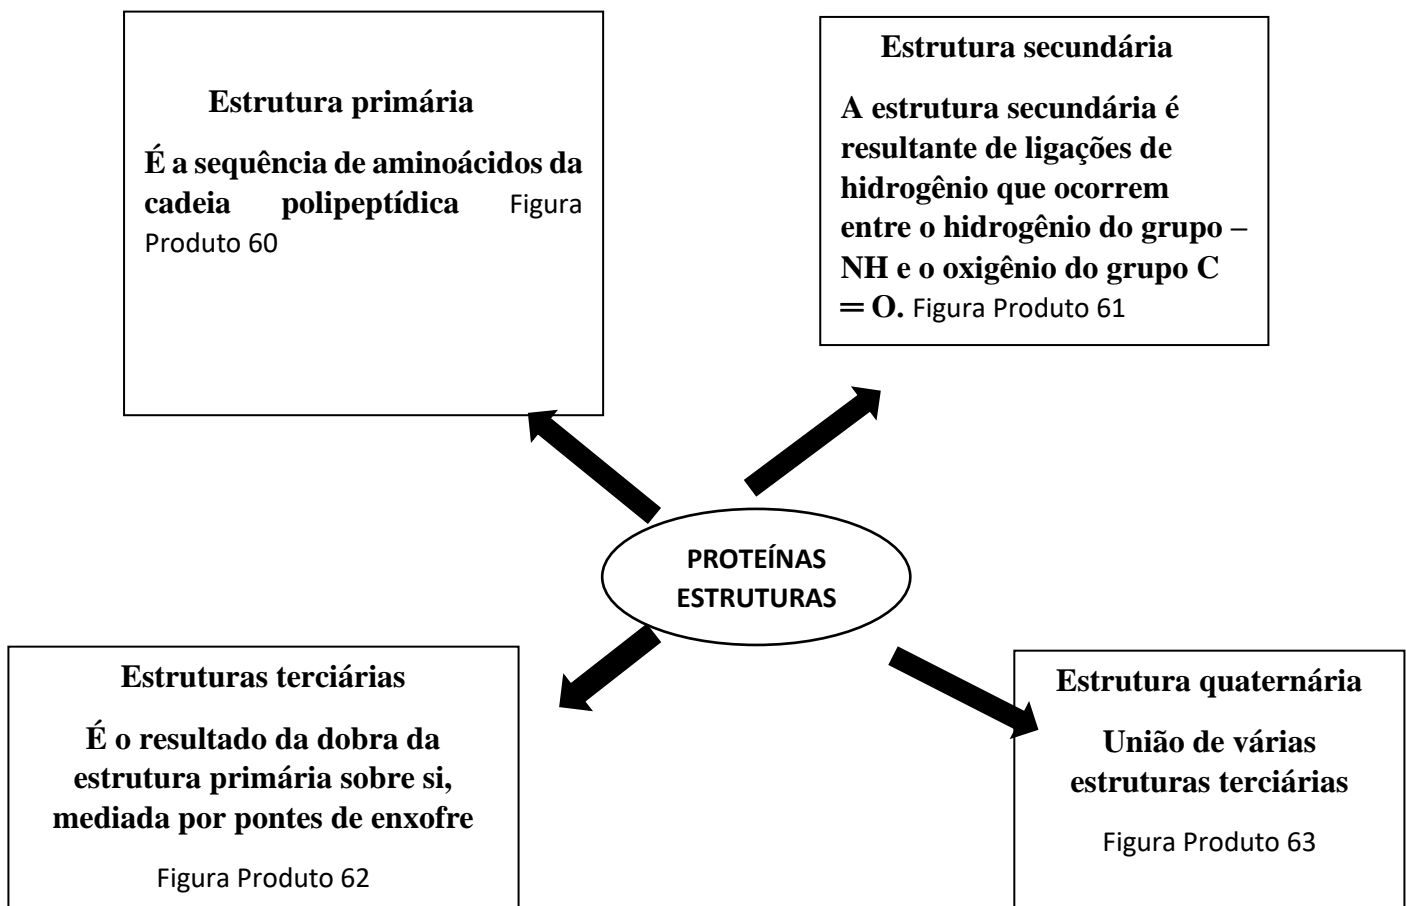 Estrutura primária
É a sequência de aminoácidos da
cadeia polipeptídica Figura
Produto 60
Estrutura secundária
A estrutura secundária é
resultante de ligações de
hidrogênio que ocorrem
entre o hidrogênio do grupo –
NH e o oxigênio do grupo C
= O. Figura Produto 61
PROTEÍNAS
ESTRUTURAS
Estruturas terciárias
É o resultado da dobra da
estrutura primária sobre si,
mediada por pontes de enxofre
Figura Produto 62
Estrutura quaternária
União de várias
estruturas terciárias
Figura Produto 63